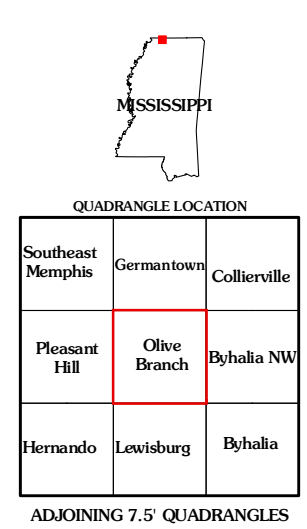 MISSISSIPPI
QUADRANGLE LOCATION
Southeast
Memphis
Germantown
Collierville
Pleasant
Hill
Olive
Branch
Byhalia NW
Hernando
Lewisburg
Byhalia
ADJOINING 7.5' QUADRANGLES